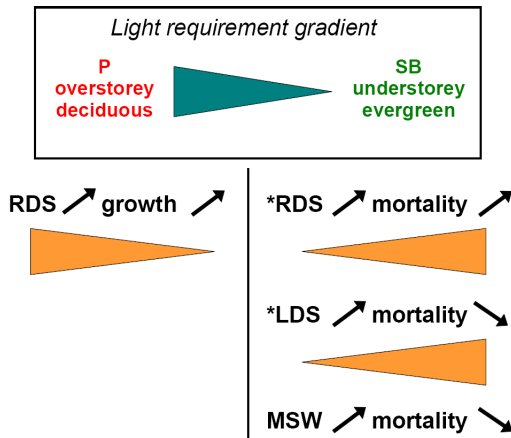 Light requirement gradient
P
overstorey
deciduous
SB
understorey
evergreen
RDS growth
*RDS mortality
*LDS mortality
MSW mortality